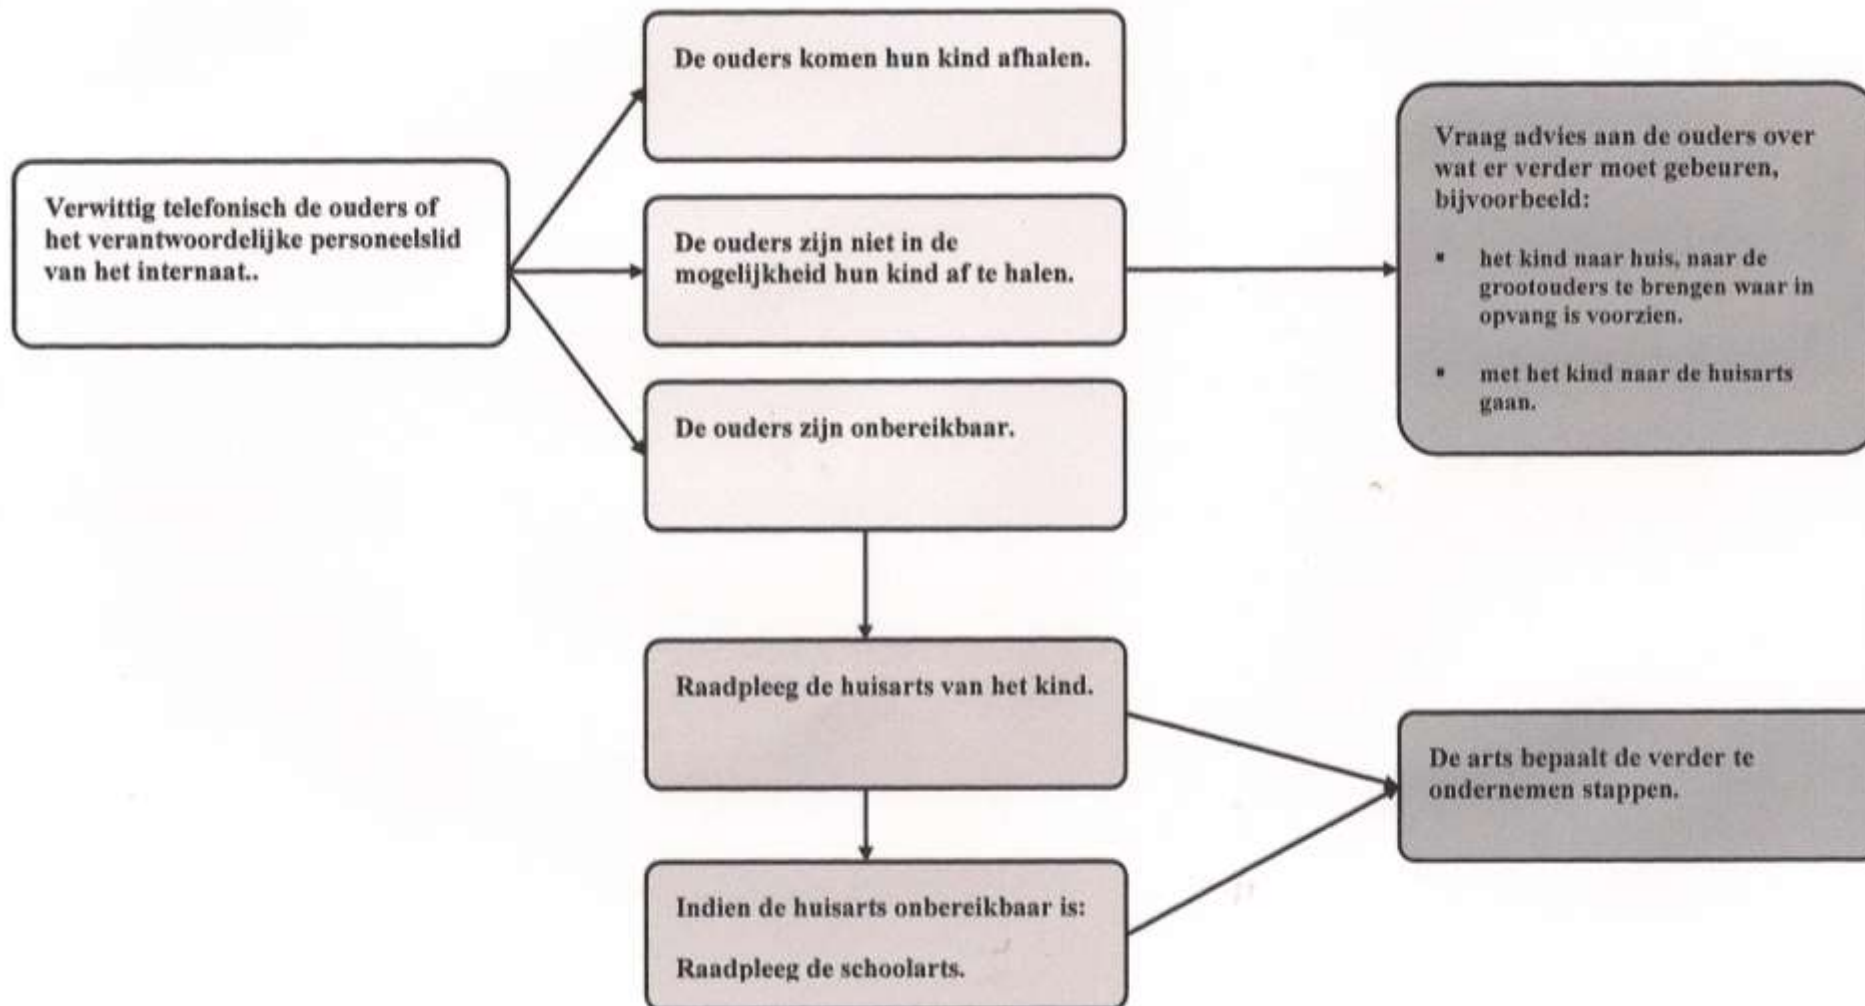 Verwittig telefonisch de ouders of
het verantwoordelijke personeelslid
van het internaat..
De ouders komen hun kind afhalen.
De ouders zijn niet in de
mogelijkheid hun kind af te halen.
De ouders zijn onbereikbaar.
Vraag advies aan de ouders over
wat er verder moet gebeuren,
bijvoorbeeld:
▪ het kind naar huis, naar de
grootouders te brengen waar in
opvang is voorzien.
▪ met het kind naar de huisarts
gaan.
Raadpleeg de huisarts van het kind.
De arts bepaalt de verder te
ondernemen stappen.
Indien de huisarts onbereikbaar is:
Raadpleeg de schoolarts.